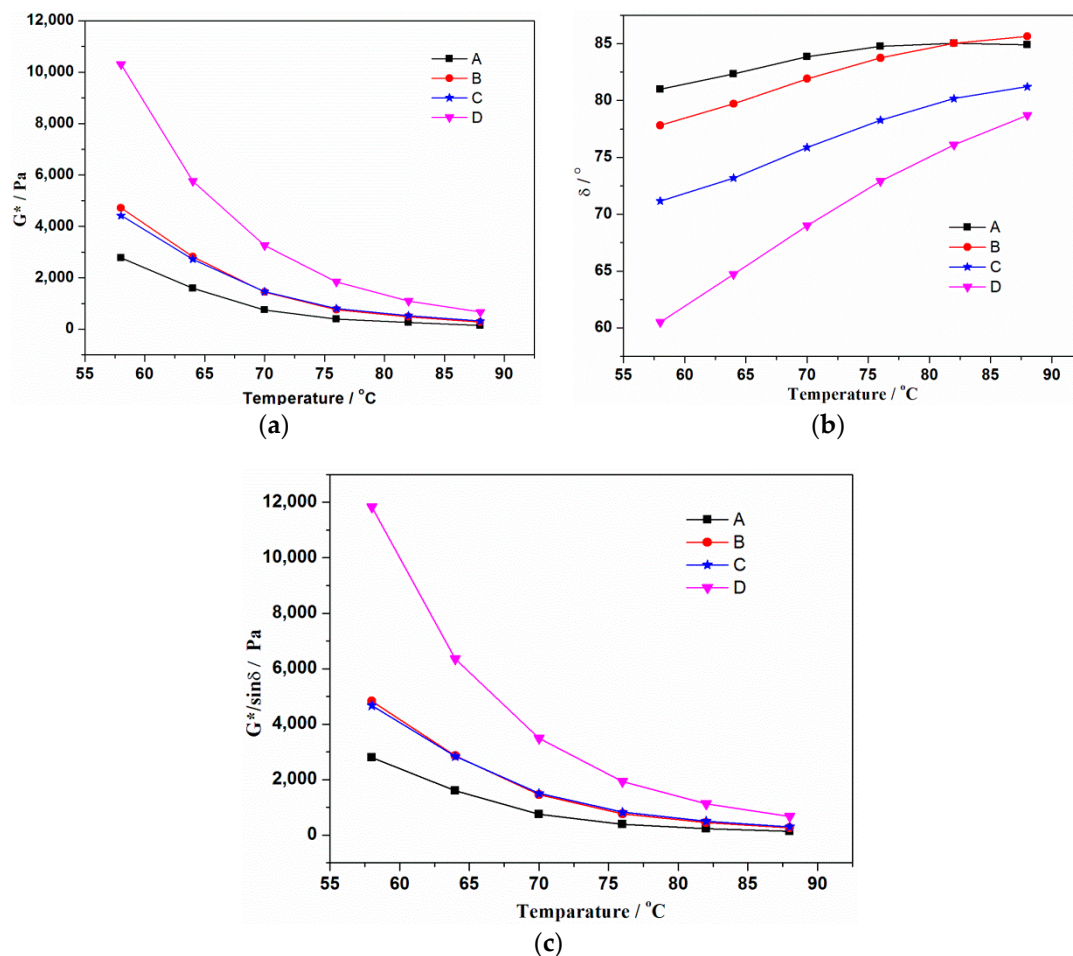 12,000
10,000
8,000
6,000
4,000
2,000
0
G* / Pa
A
B
C
D
55 60 65 70 75 80 85 90
Temperature / °C
(a)
85
80
75
70
65
60
δ / °
A
B
C
D
55 60 65 70 75 80 85 90
Temperature / °C
(b)
12,000
10,000
8,000
6,000
4,000
2,000
0
G*/sinδ / Pa
A
B
C
D
55 60 65 70 75 80 85 90
Temparature / °C
(c)